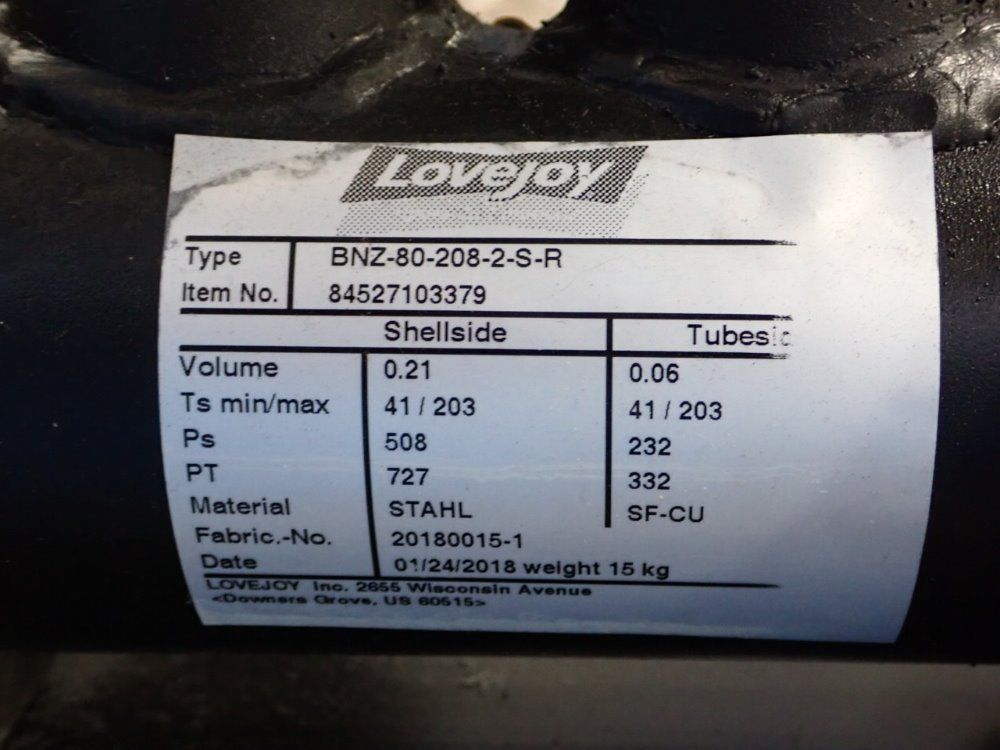 Lovejoy
Type BNZ-80-208-2-S-R
Item No. 84527103379
Shellside
Volume 0.21 0.06
Ts min/max 41 / 203 41 / 203
Ps 508 232
PT 727 332
Material STAHL SF-CU
Fabric.-No. 20180015-1
Date 01/24/2018 weight 15 kg
LOVEJOY Inc. 2655 Wisconsin Avenue
<Downers Grove, US 60515>